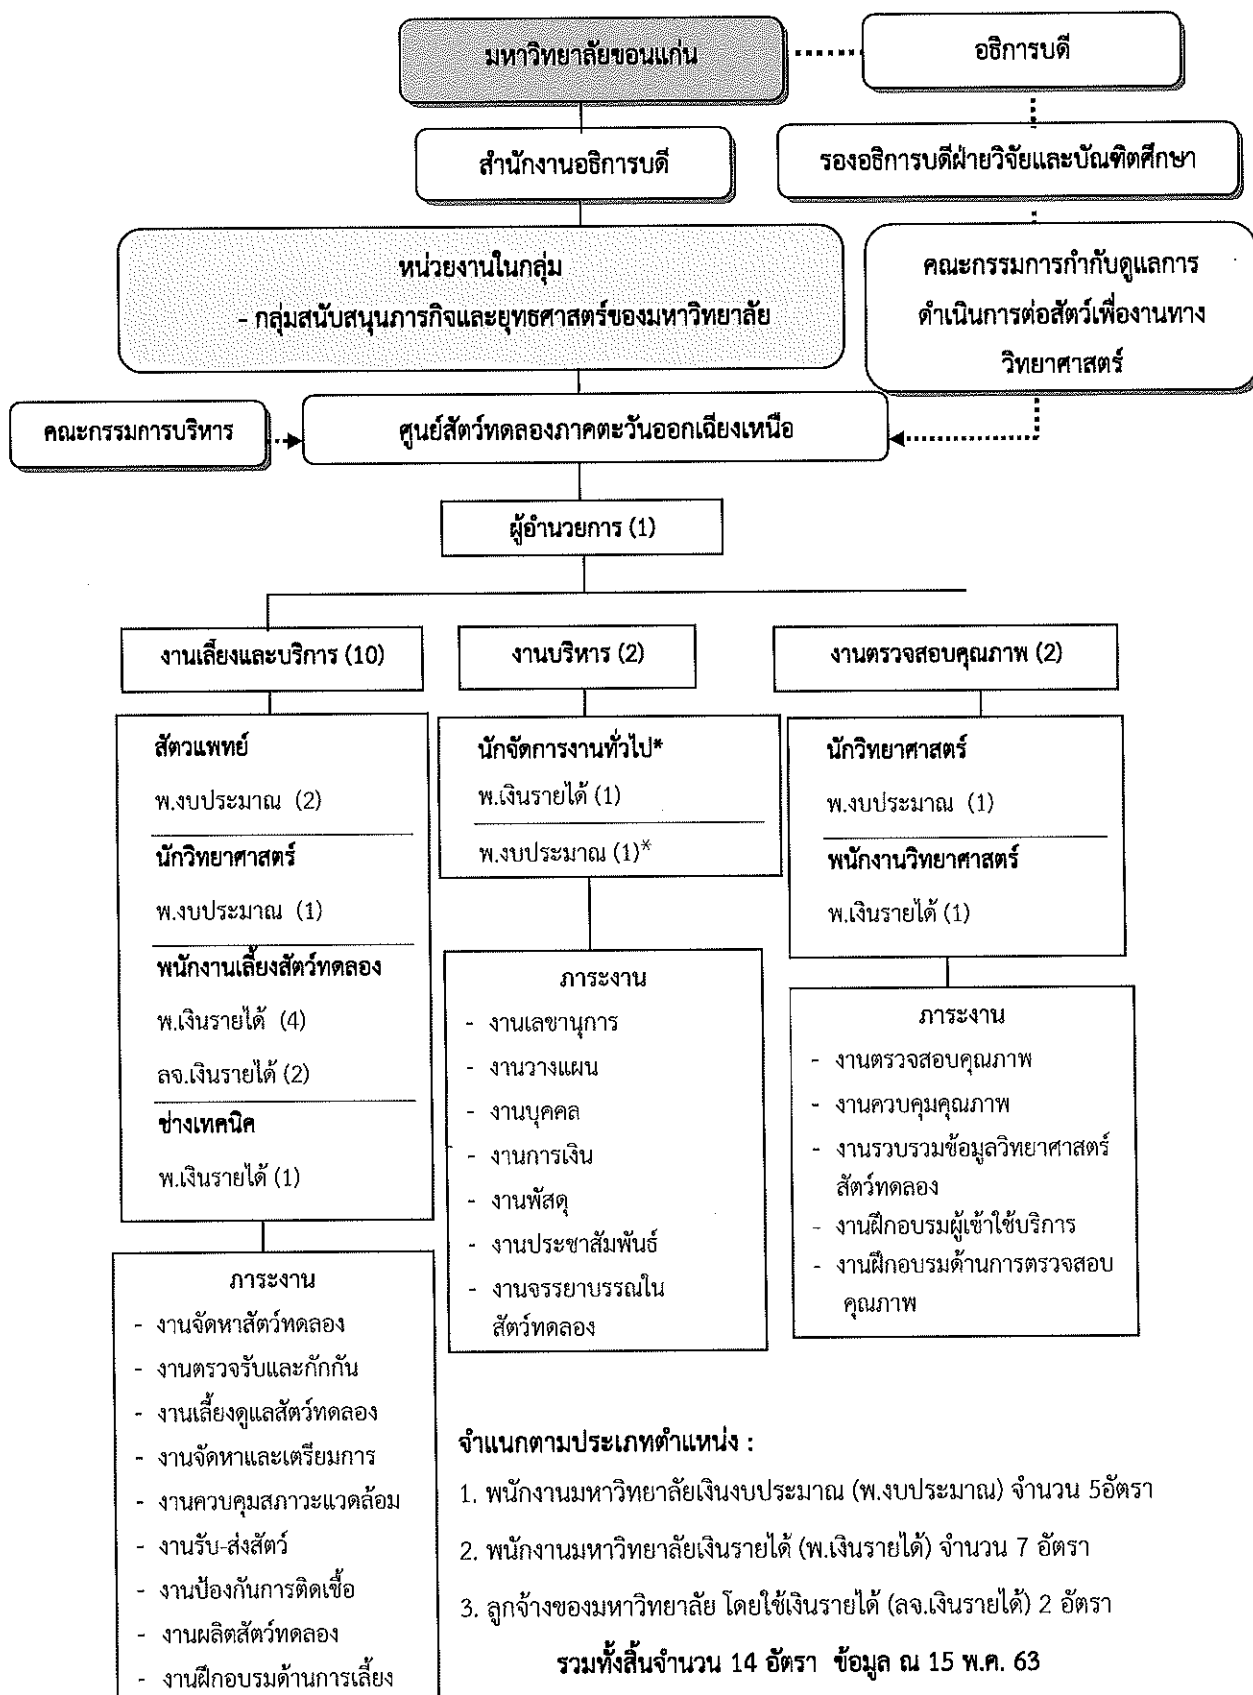 มหาวิทยาลัยขอนแก่น
อธิการบดี
สำนักงานอธิการบดี
รองอธิการบดีฝ่ายวิจัยและบัณฑิตศึกษา
หน่วยงานในกลุ่ม
- กลุ่มสนับสนุนภารกิจและยุทธศาสตร์ของมหาวิทยาลัย
คณะกรรมการกำกับดูแลการ
ดำเนินการต่อสัตว์เพื่องานทาง
วิทยาศาสตร์
คณะกรรมการบริหาร
ศูนย์สัตว์ทดลองภาคตะวันออกเฉียงเหนือ
ผู้อำนวยการ (1)
งานเลี้ยงและบริการ (10)
สัตวแพทย์
พ.งบประมาณ (2)
นักวิทยาศาสตร์
พ.งบประมาณ (1)
พนักงานเลี้ยงสัตว์ทดลอง
พ.เงินรายได้ (4)
ลจ.เงินรายได้ (2)
ช่างเทคนิค
พ.เงินรายได้ (1)
ภาระงาน
- งานจัดหาสัตว์ทดลอง
- งานตรวจรับและกักกัน
- งานเลี้ยงดูแลสัตว์ทดลอง
- งานจัดหาและเตรียมการ
- งานควบคุมสภาวะแวดล้อม
- งานรับ-ส่งสัตว์
- งานป้องกันการติดเชื้อ
- งานผลิตสัตว์ทดลอง
- งานฝึกอบรมด้านการเลี้ยง
งานบริหาร (2)
นักจัดการงานทั่วไป*
พ.เงินรายได้ (1)
พ.งบประมาณ (1)*
ภาระงาน
- งานเลขานุการ
- งานวางแผน
- งานบุคคล
- งานการเงิน
- งานพัสดุ
- งานประชาสัมพันธ์
- งานจรรยาบรรณใน
สัตว์ทดลอง
งานตรวจสอบคุณภาพ (2)
นักวิทยาศาสตร์
พ.งบประมาณ (1)
พนักงานวิทยาศาสตร์
พ.เงินรายได้ (1)
ภาระงาน
- งานตรวจสอบคุณภาพ
- งานควบคุมคุณภาพ
- งานรวบรวมข้อมูลวิทยาศาสตร์
สัตว์ทดลอง
- งานฝึกอบรมผู้เข้าใช้บริการ
- งานฝึกอบรมด้านการตรวจสอบ
คุณภาพ
จำแนกตามประเภทตำแหน่ง :
1. พนักงานมหาวิทยาลัยเงินงบประมาณ (พ.งบประมาณ) จำนวน 5อัตรา
2. พนักงานมหาวิทยาลัยเงินรายได้ (พ.เงินรายได้) จำนวน 7 อัตรา
3. ลูกจ้างของมหาวิทยาลัย โดยใช้เงินรายได้ (ลจ.เงินรายได้) 2 อัตรา
รวมทั้งสิ้นจำนวน 14 อัตรา ข้อมูล ณ 15 พ.ค. 63